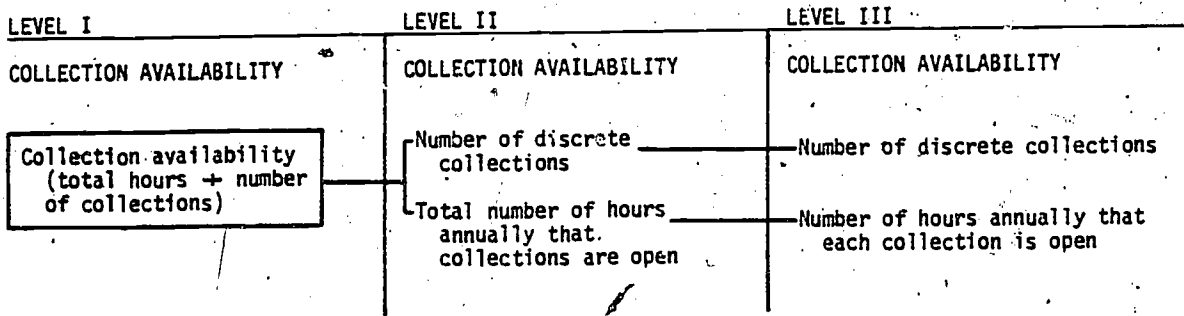 LEVEL I
LEVEL II
LEVEL III
COLLECTION AVAILABILITY
COLLECTION AVAILABILITY
COLLECTION AVAILABILITY
Collection availability
(total hours ÷ number
of collections)
Number of discrete
collections
Total number of hours
annually that
collections are open
Number of discrete collections
Number of hours annually that
each collection is open